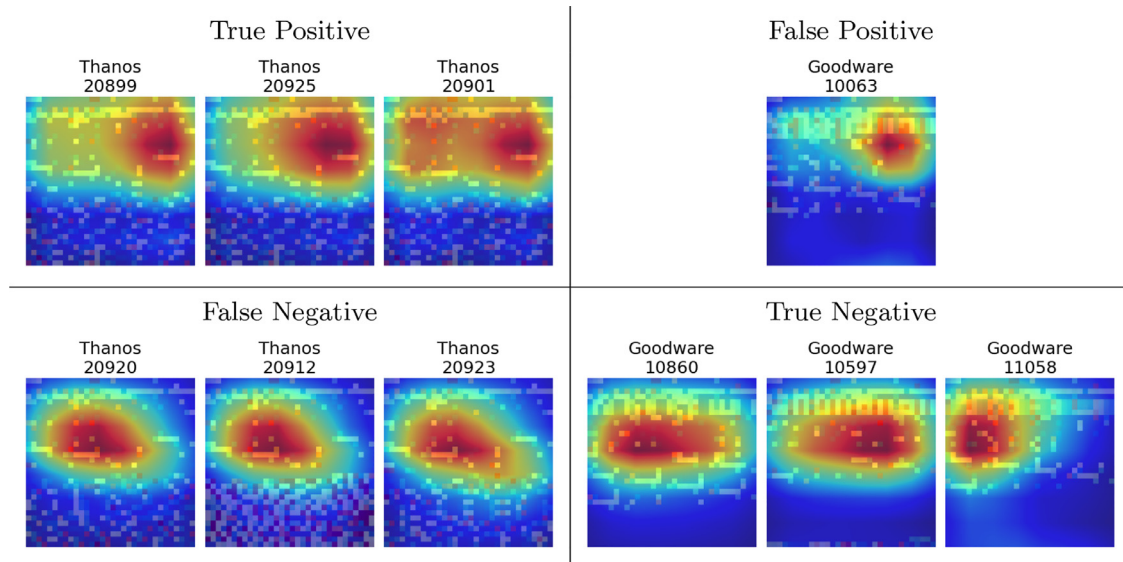 True Positive
False Positive
Thanos
20899
Thanos
20925
Thanos
20901
Goodware
10063
False Negative
True Negative
Thanos
20920
Thanos
20912
Thanos
20923
Goodware
10860
Goodware
10597
Goodware
11058